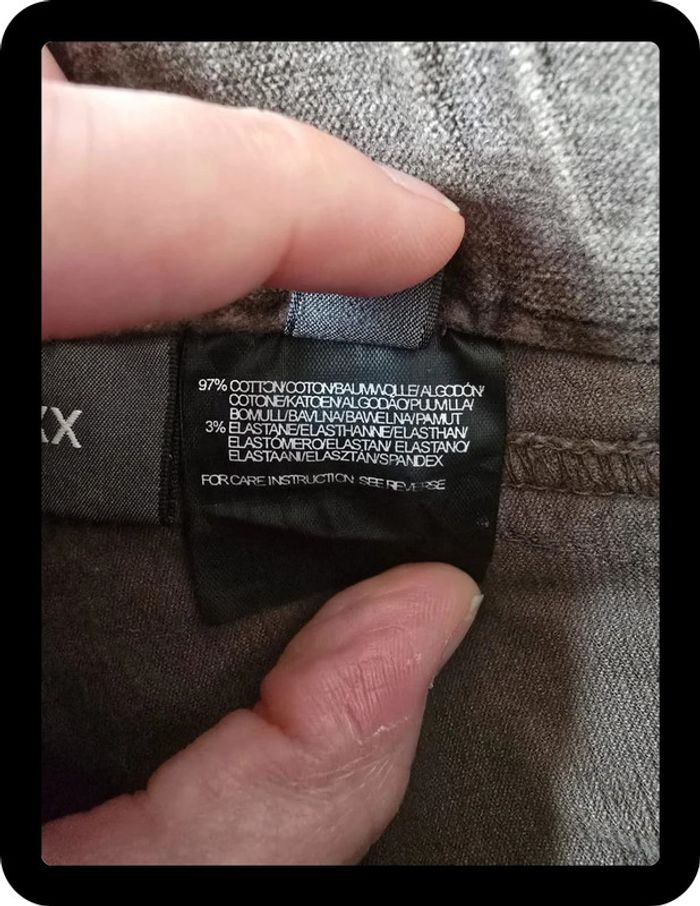 XX
97% COTTON/COTON/BAUMWOLLE/ALGODÓN/
COTONE/KATOEN/ALGODÃO/PUUVILLA/
BOMULL/BAVLNA/BAWEŁNA/PAMUT
3% ELASTANE/ELASTHANNE/ELASTHAN/
ELASTÓMERO/ELASTAN/ ELASTANO/
ELASTAANI/ELASZTÁN/SPANDEX
FOR CARE INSTRUCTION SEE REVERSE